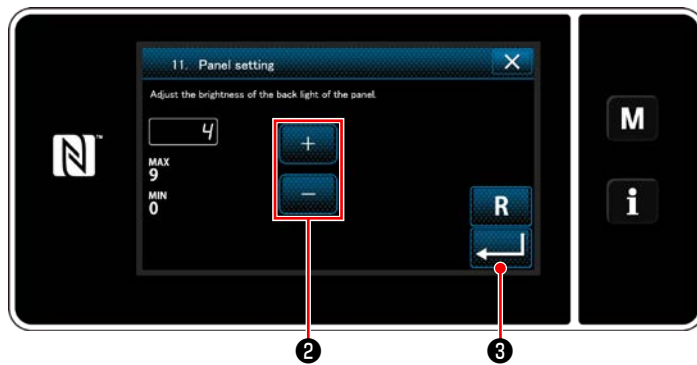 11. Panel setting
Adjust the brightness of the back light of the panel.
4
+
MAX
9
−
MIN
0
R
M
i
N
❷
❸